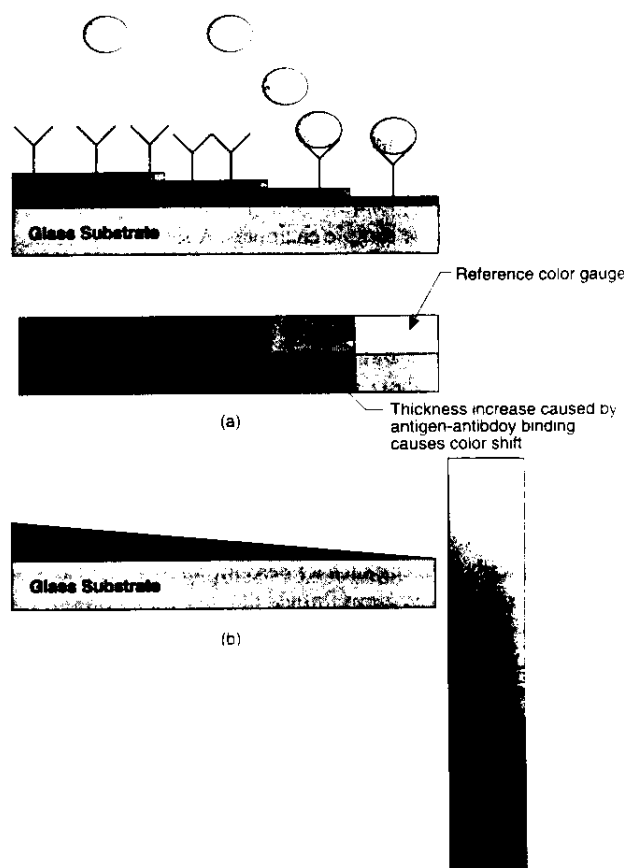 Glass Substrate
Reference color gauge
Thickness increase caused by
antigen-antibdoy binding
causes color shift
(a)
Glass Substrate
(b)